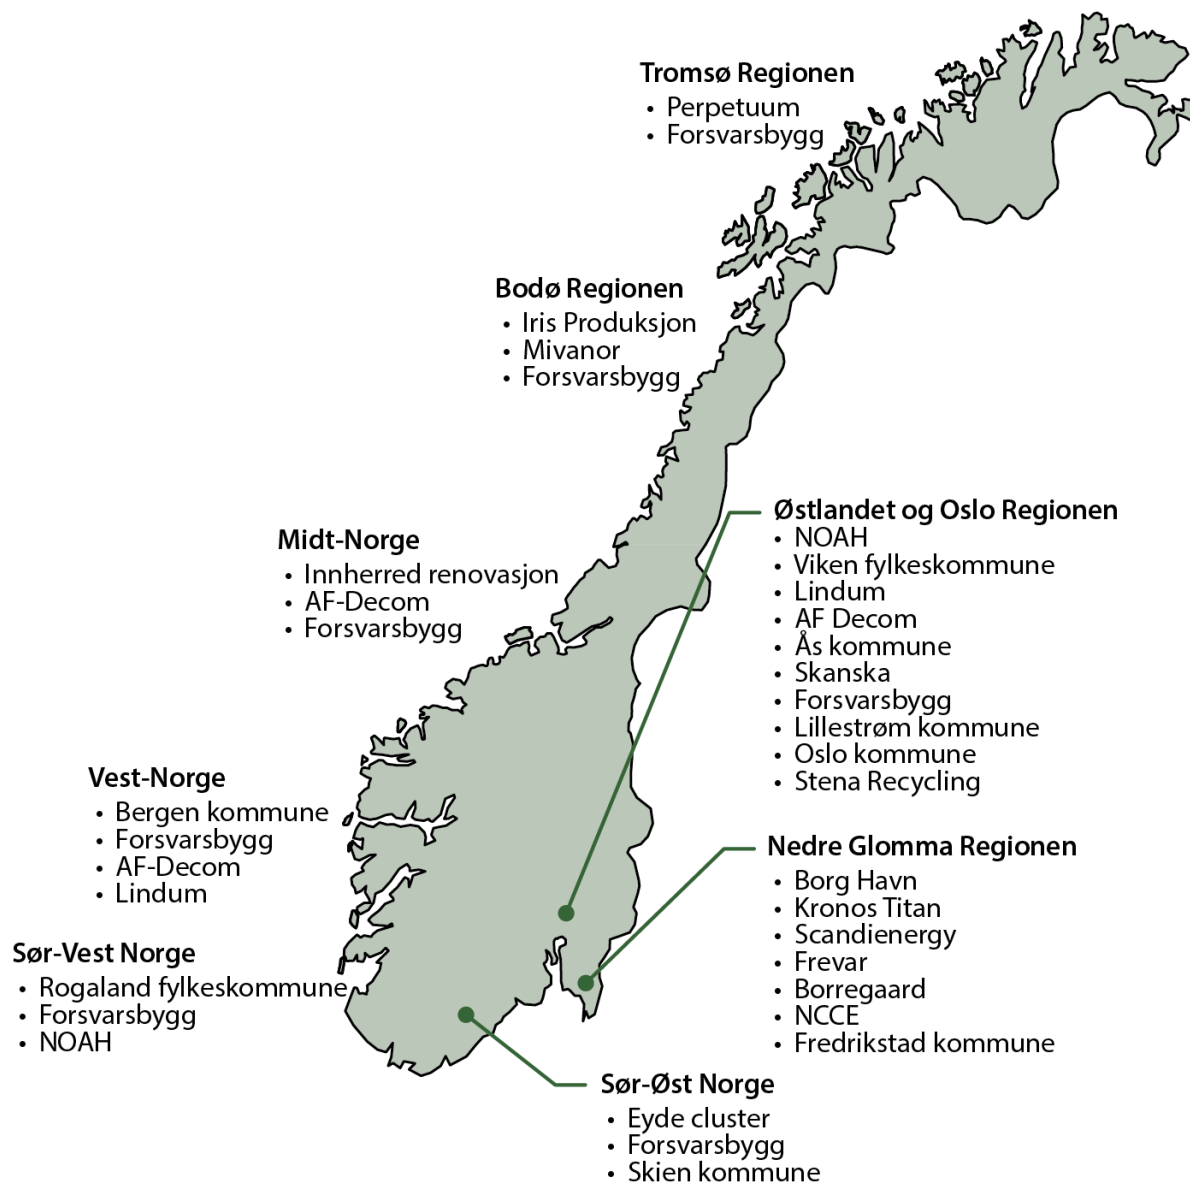 Tromsø Regionen
• Perpetuum
• Forsvarsbygg
Bodø Regionen
• Iris Produksjon
• Mivanor
• Forsvarsbygg
Midt-Norge
• Innherred renovasjon
• AF-Decom
• Forsvarsbygg
Østlandet og Oslo Regionen
• NOAH
• Viken fylkeskommune
• Lindum
• AF Decom
• Ås kommune
• Skanska
• Forsvarsbygg
• Lillestrøm kommune
• Oslo kommune
• Stena Recycling
Vest-Norge
• Bergen kommune
• Forsvarsbygg
• AF-Decom
• Lindum
Nedre Glomma Regionen
• Borg Havn
• Kronos Titan
• Scandienergy
• Frevar
• Borregaard
• NCCE
• Fredrikstad kommune
Sør-Vest Norge
• Rogaland fylkeskommune
• Forsvarsbygg
• NOAH
Sør-Øst Norge
• Eyde cluster
• Forsvarsbygg
• Skien kommune